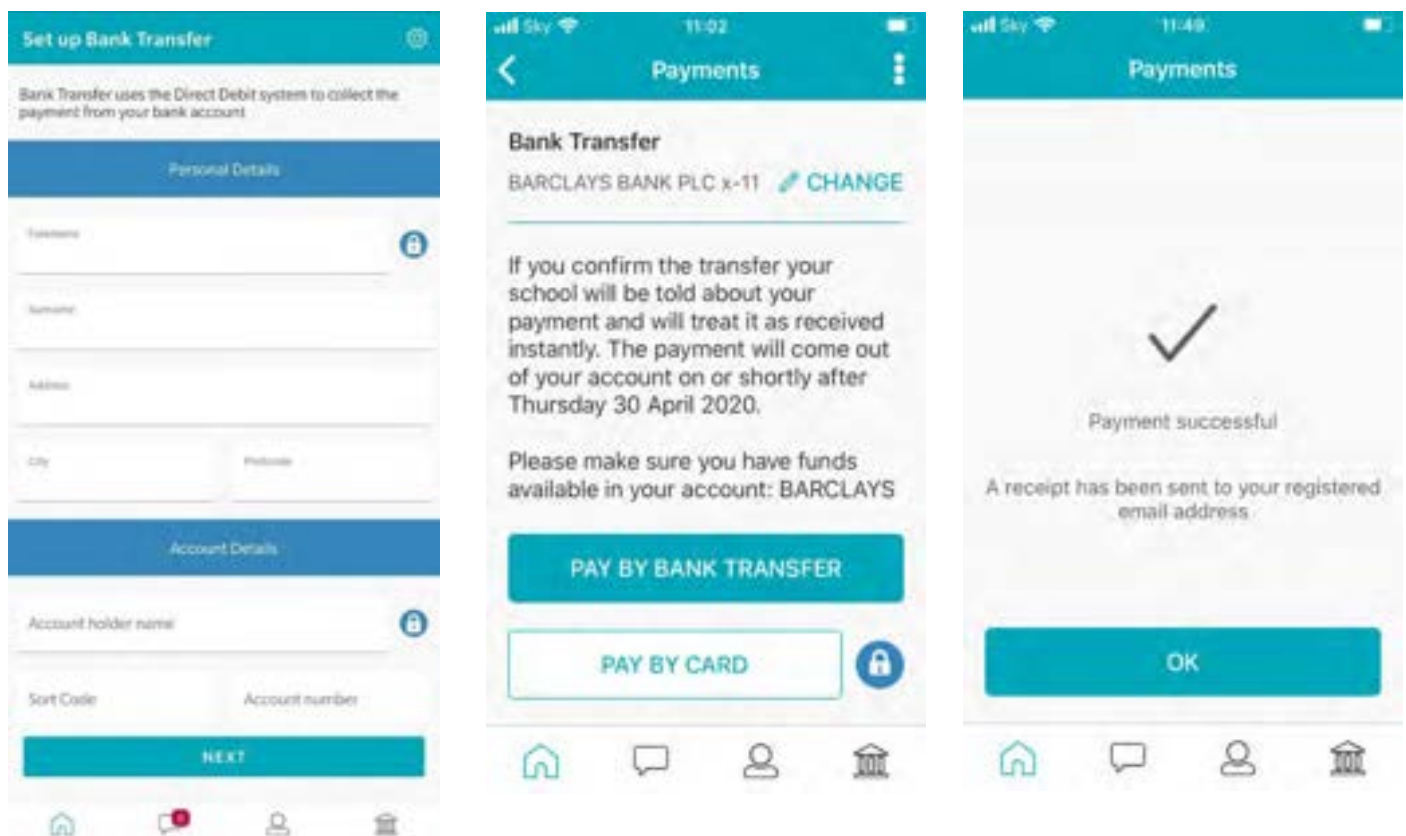 Set up Bank Transfer
Bank Transfer uses the Direct Debit system to collect the
payment from your bank account
Personal Details
Forename
Surname
Address
City
Postcode
Account Details
Account holder name
Sort Code
Account number
NEXT
Sky
11:02
Payments
Bank Transfer
BARCLAYS BANK PLC x-11 CHANGE
If you confirm the transfer your
school will be told about your
payment and will treat it as received
instantly. The payment will come out
of your account on or shortly after
Thursday 30 April 2020.
Please make sure you have funds
available in your account: BARCLAYS
PAY BY BANK TRANSFER
PAY BY CARD
Sky
11:49
Payments
Payment successful
A receipt has been sent to your registered
email address
OK